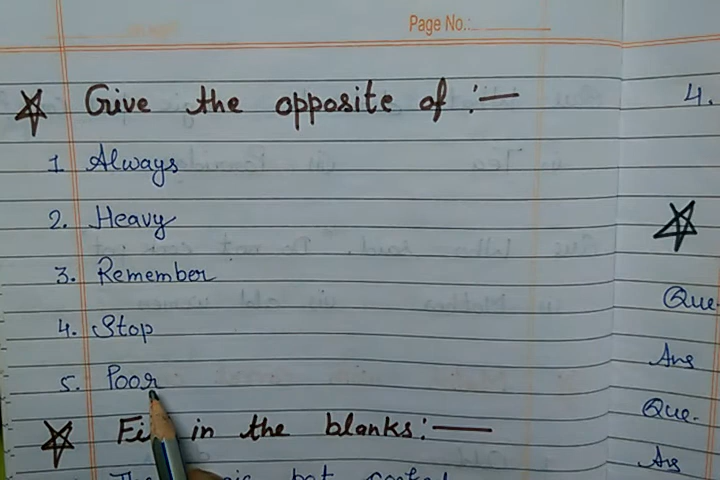 Page No.:
Give the opposite of :-
4.
1 Always
2. Heavy
3. Remember
Que.
4. Stop
Ans
5. Poor
Que.
in the blanks:-
Ans